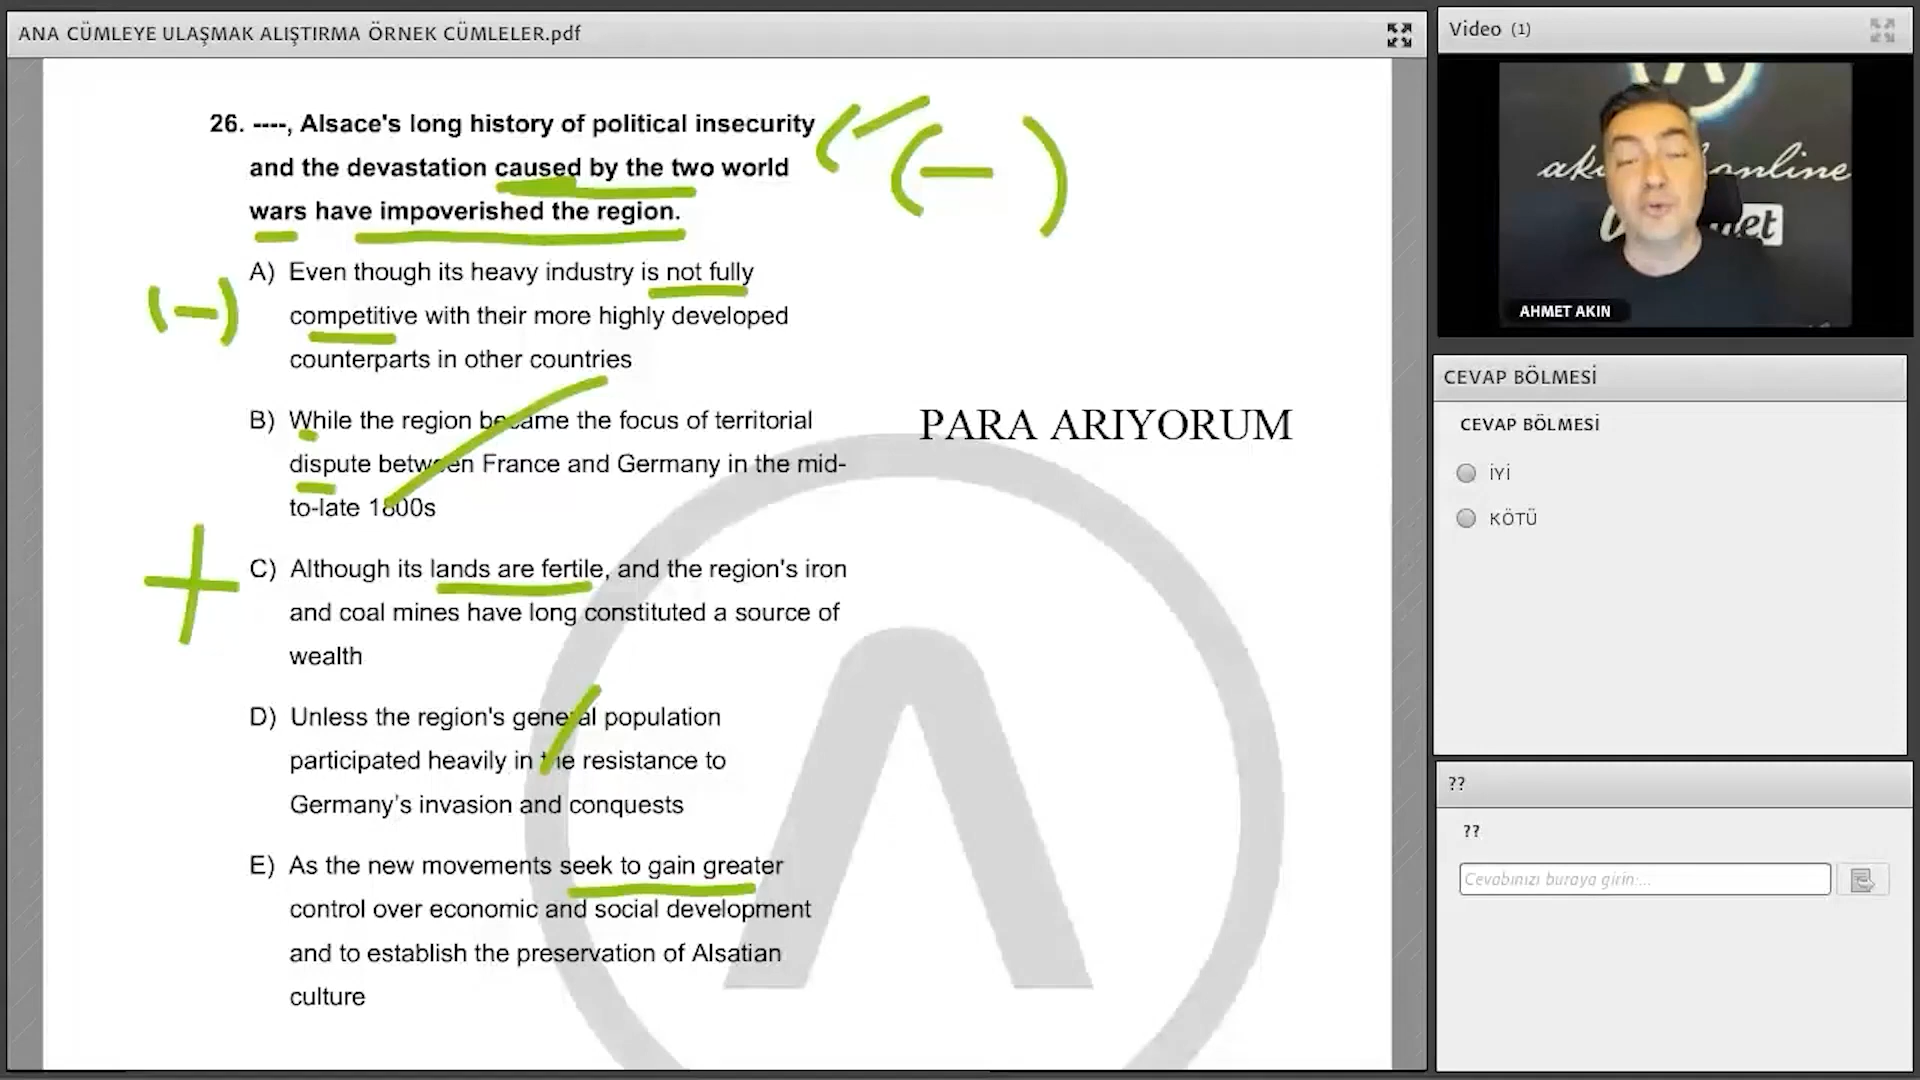 ANA CÜMLEYE ULAŞMAK ALIŞTIRMA ÖRNEK CÜMLELER.pdf
26. ----, Alsace's long history of political insecurity
and the devastation caused by the two world
wars have impoverished the region.
A) Even though its heavy industry is not fully
competitive with their more highly developed
counterparts in other countries
B) While the region became the focus of territorial
dispute between France and Germany in the mid-
to-late 1800s
C) Although its lands are fertile, and the region's iron
and coal mines have long constituted a source of
wealth
D) Unless the region's general population
participated heavily in the resistance to
Germany's invasion and conquests
E) As the new movements seek to gain greater
control over economic and social development
and to establish the preservation of Alsatian
culture
PARA ARIYORUM
Video (1)
AHMET AKIN
CEVAP BÖLMESİ
CEVAP BÖLMESİ
İYİ
KÖTÜ
??
??
Cevabınızı buraya girin:...